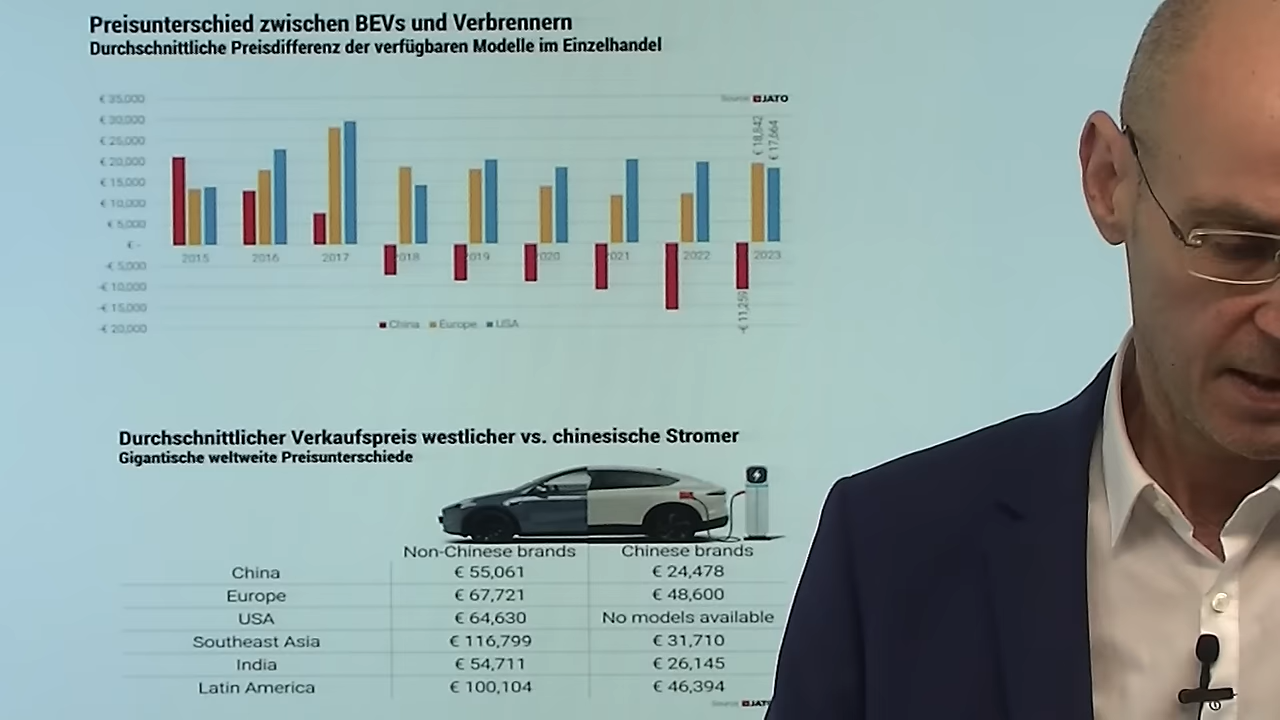 Preisunterschied zwischen BEVs und Verbrennern
Durchschnittliche Preisdifferenz der verfügbaren Modelle im Einzelhandel
Source: JATO
€ 35,000
€ 30,000
€ 25,000
€ 20,000
€ 15,000
€ 10,000
€ 5,000
€ -
-€ 5,000
-€ 10,000
-€ 15,000
-€ 20,000
€ 18,842
€ 17,664
-€ 11,259
2015 2016 2017 2018 2019 2020 2021 2022 2023
China Europe USA
Durchschnittlicher Verkaufspreis westlicher vs. chinesische Stromer
Gigantische weltweite Preisunterschiede
Non-Chinese brands Chinese brands
China € 55,061 € 24,478
Europe € 67,721 € 48,600
USA € 64,630 No models available
Southeast Asia € 116,799 € 31,710
India € 54,711 € 26,145
Latin America € 100,104 € 46,394
Source: JATO